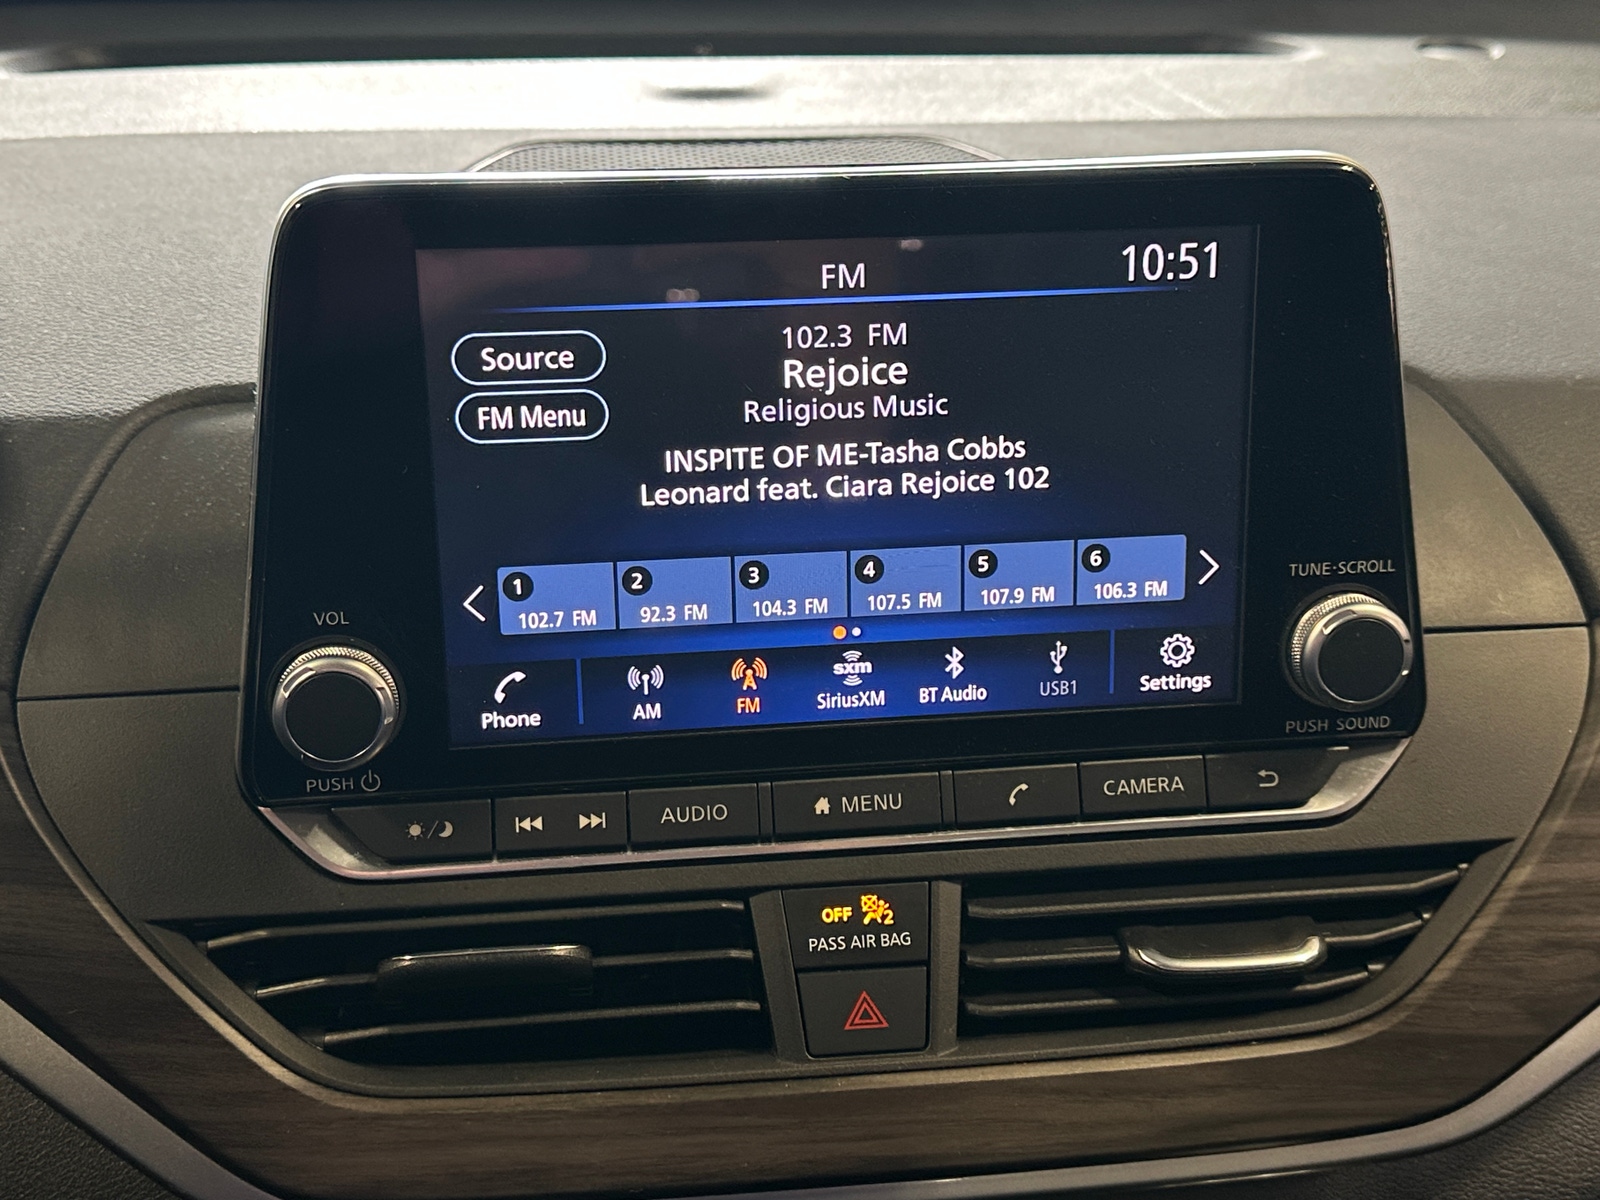 FM
10:51
Source
FM Menu
102.3 FM
Rejoice
Religious Music
INSPITE OF ME-Tasha Cobbs
Leonard feat. Ciara Rejoice 102
1
102.7 FM
2
92.3 FM
3
104.3 FM
4
107.5 FM
5
107.9 FM
6
106.3 FM
Phone
AM
FM
sxm
SiriusXM
BT Audio
USB1
Settings
VOL
PUSH
TUNE·SCROLL
PUSH SOUND
AUDIO
MENU
CAMERA
OFF 2
PASS AIR BAG